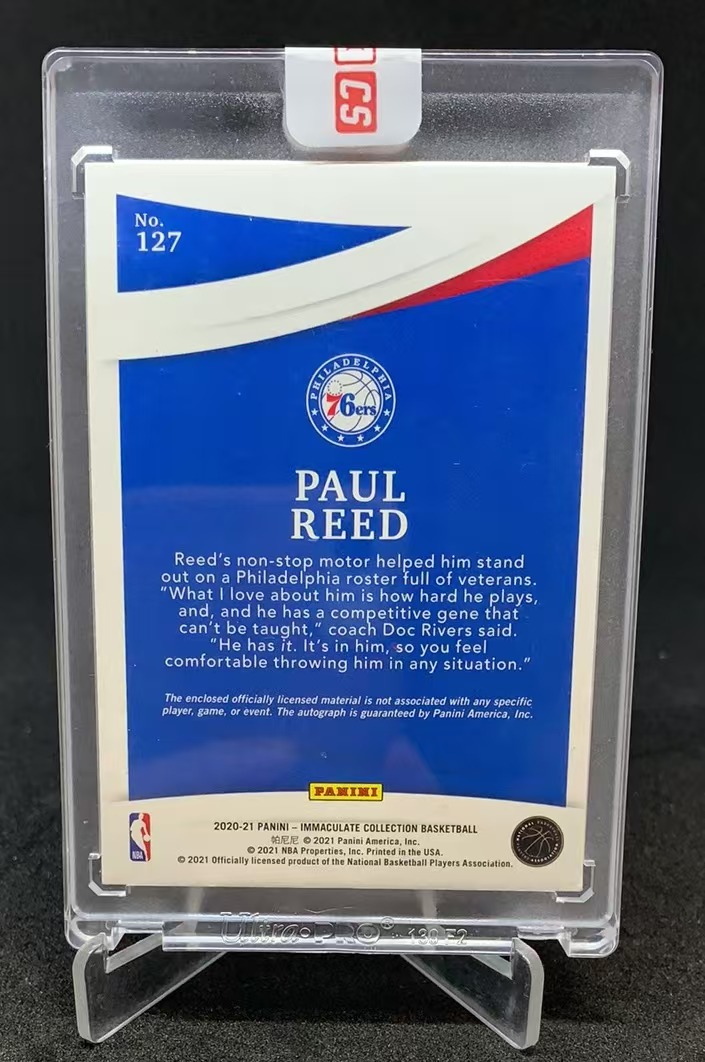 CS
No.
127
PHILADELPHIA
76ers
PAUL
REED
Reed's non-stop motor helped him stand
out on a Philadelphia roster full of veterans.
"What I love about him is how hard he plays,
and, and he has a competitive gene that
can't be taught," coach Doc Rivers said.
"He has it. It's in him, so you feel
comfortable throwing him in any situation."
The enclosed officially licensed material is not associated with any specific
player, game, or event. The autograph is guaranteed by Panini America, Inc.
PANINI
2020-21 PANINI – IMMACULATE COLLECTION BASKETBALL
帕尼尼 © 2021 Panini America, Inc.
© 2021 NBA Properties, Inc. Printed in the USA.
© 2021 Officially licensed product of the National Basketball Players Association.
NBA
Ultra·PRO®